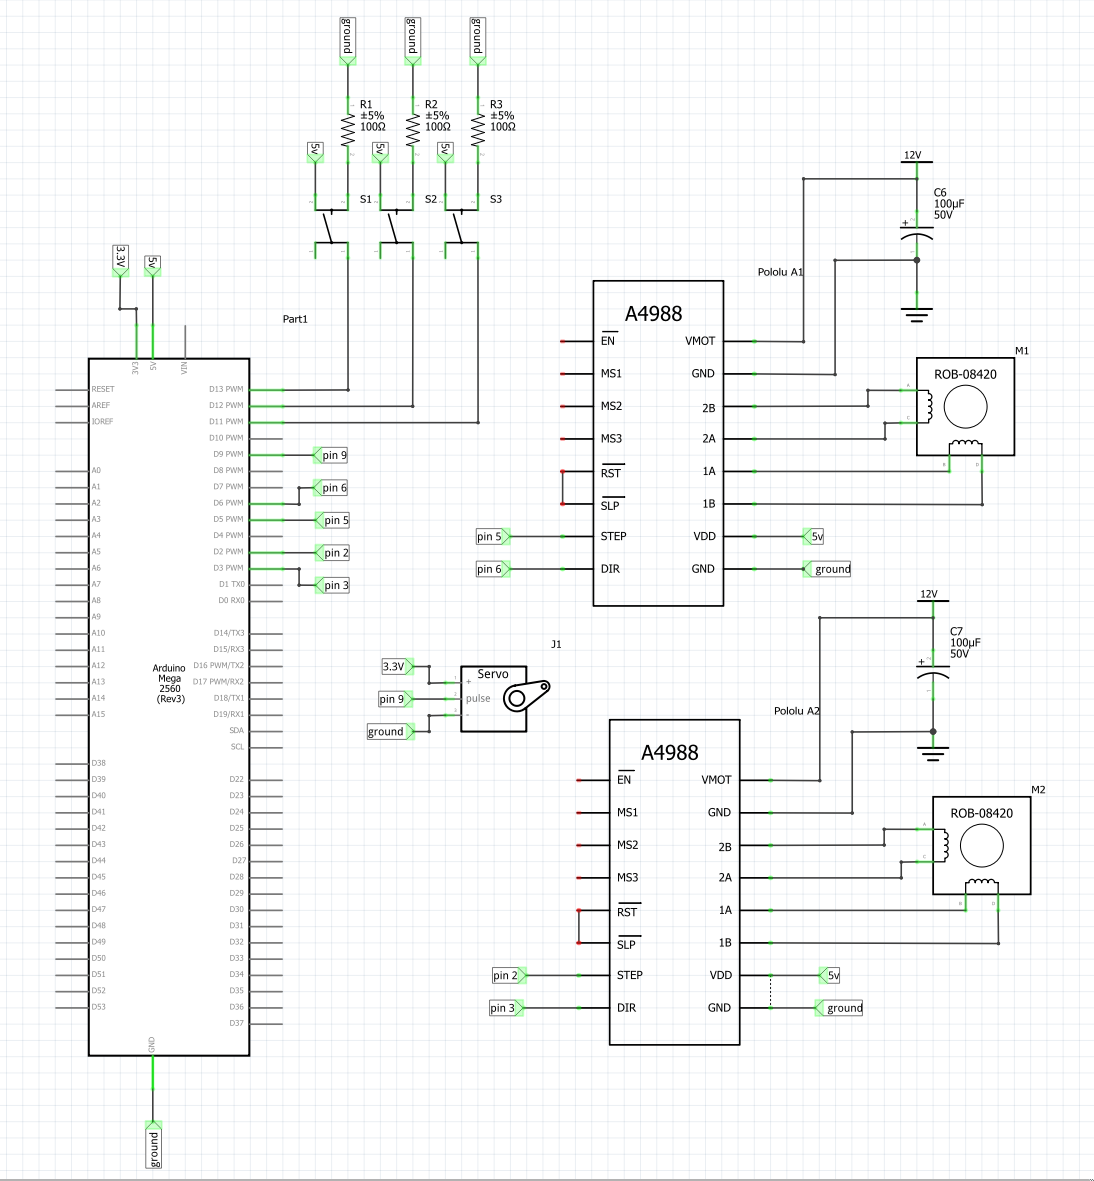 ground
ground
ground
R1
±5%
100Ω
R2
±5%
100Ω
R3
±5%
100Ω
5v
5v
5v
S1
S2
S3
3.3V
5v
Part1
3V3
5V
VIN
RESET
AREF
IOREF
A0
A1
A2
A3
A4
A5
A6
A7
A8
A9
A10
A11
A12
A13
A14
A15
D38
D39
D40
D41
D42
D43
D44
D45
D46
D47
D48
D49
D50
D51
D52
D53
Arduino
Mega
2560
(Rev3)
D13 PWM
D12 PWM
D11 PWM
D10 PWM
D9 PWM
D8 PWM
D7 PWM
D6 PWM
D5 PWM
D4 PWM
D2 PWM
D3 PWM
D1 TX0
D0 RX0
D14/TX3
D15/RX3
D16 PWM/TX2
D17 PWM/RX2
D18/TX1
D19/RX1
SDA
SCL
D22
D23
D24
D25
D26
D27
D28
D29
D30
D31
D32
D33
D34
D35
D36
D37
GND
ground
pin 9
pin 6
pin 5
pin 2
pin 3
J1
Servo
+
pulse
-
3.3V
pin 9
ground
Pololu A1
A4988
EN
MS1
MS2
MS3
RST
SLP
STEP
DIR
VMOT
GND
2B
2A
1A
1B
VDD
GND
pin 5
pin 6
5v
ground
12V
C6
100µF
50V
+
M1
ROB-08420
A
C
B
D
Pololu A2
A4988
EN
MS1
MS2
MS3
RST
SLP
STEP
DIR
VMOT
GND
2B
2A
1A
1B
VDD
GND
pin 2
pin 3
5v
ground
12V
C7
100µF
50V
+
M2
ROB-08420
A
C
B
D